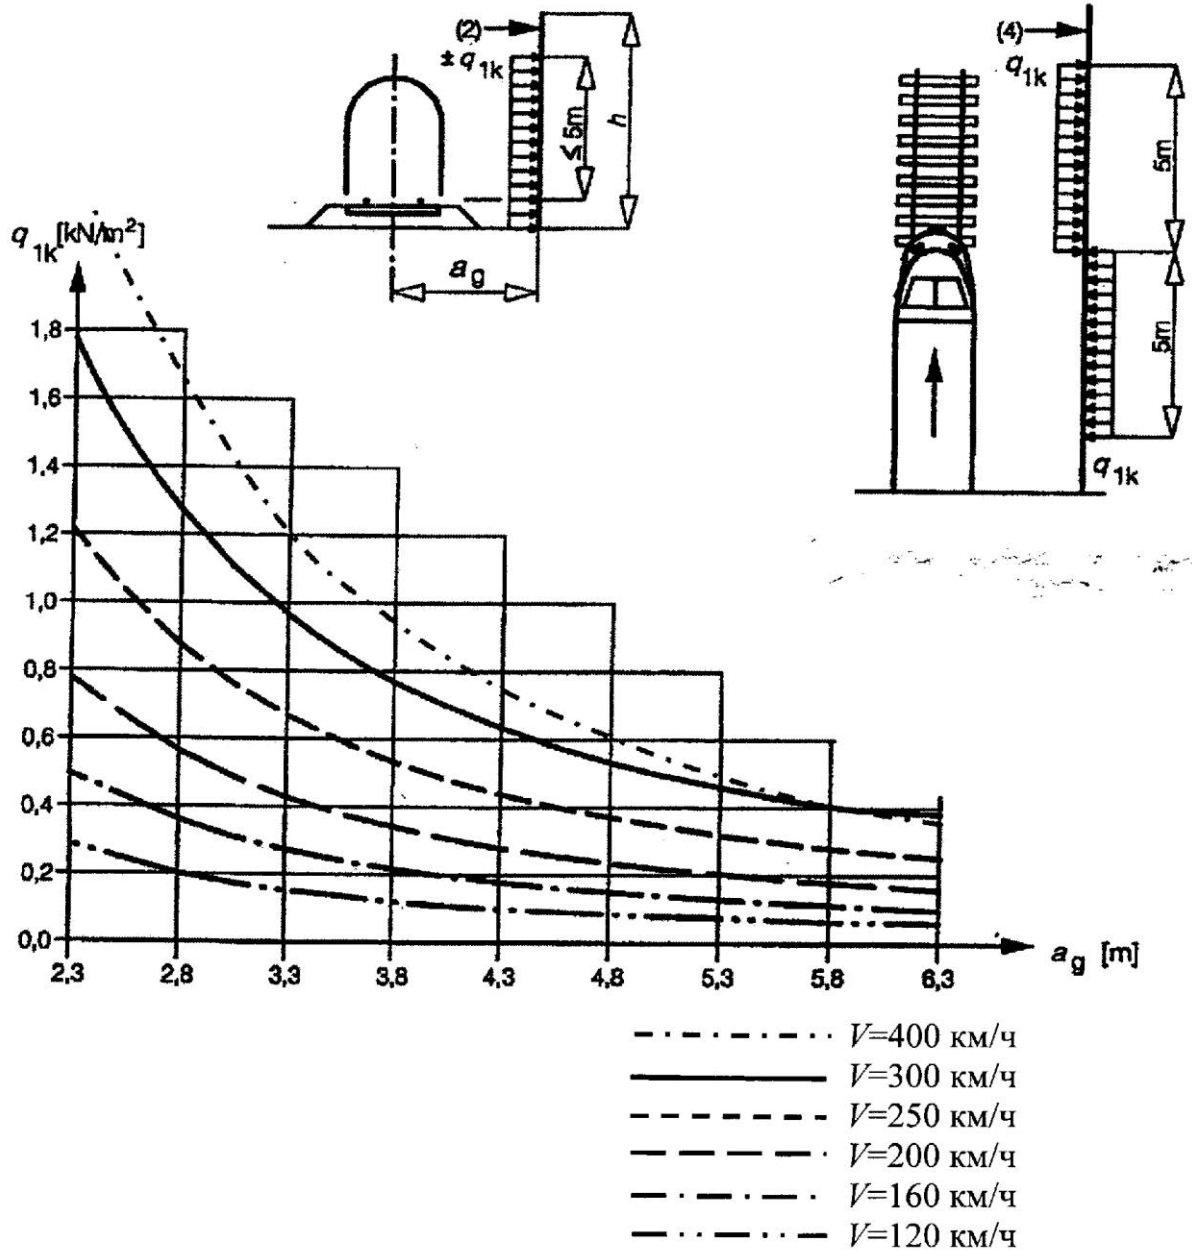 (2)
± q1k
≤ 5m
h
ag
(4)
q1k
5m
5m
q1k
q1k [kN/m²]
1,8
1,6
1,4
1,2
1,0
0,8
0,6
0,4
0,2
0,0
2,3 2,8 3,3 3,8 4,3 4,8 5,3 5,8 6,3
ag [m]
V=400 км/ч
V=300 км/ч
V=250 км/ч
V=200 км/ч
V=160 км/ч
V=120 км/ч